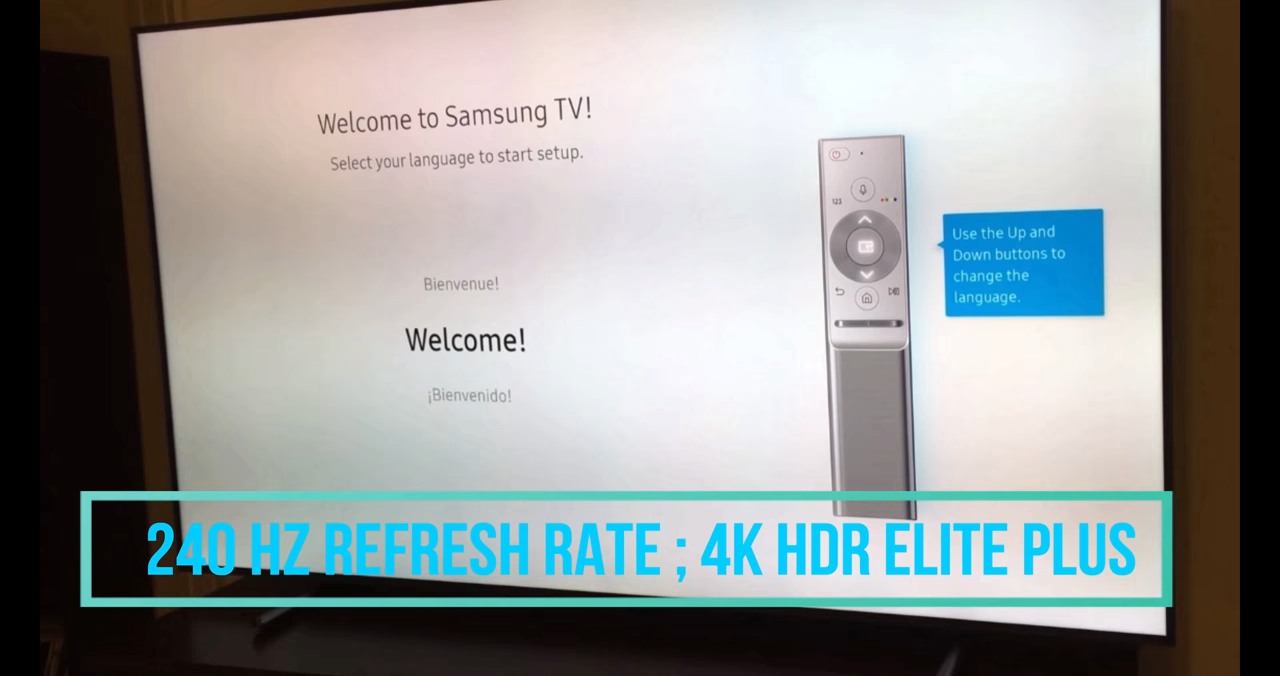 Welcome to Samsung TV!
Select your language to start setup.
Bienvenue!
Welcome!
¡Bienvenido!
123
Use the Up and
Down buttons to
change the
language.
240 HZ REFRESH RATE ; 4K HDR ELITE PLUS